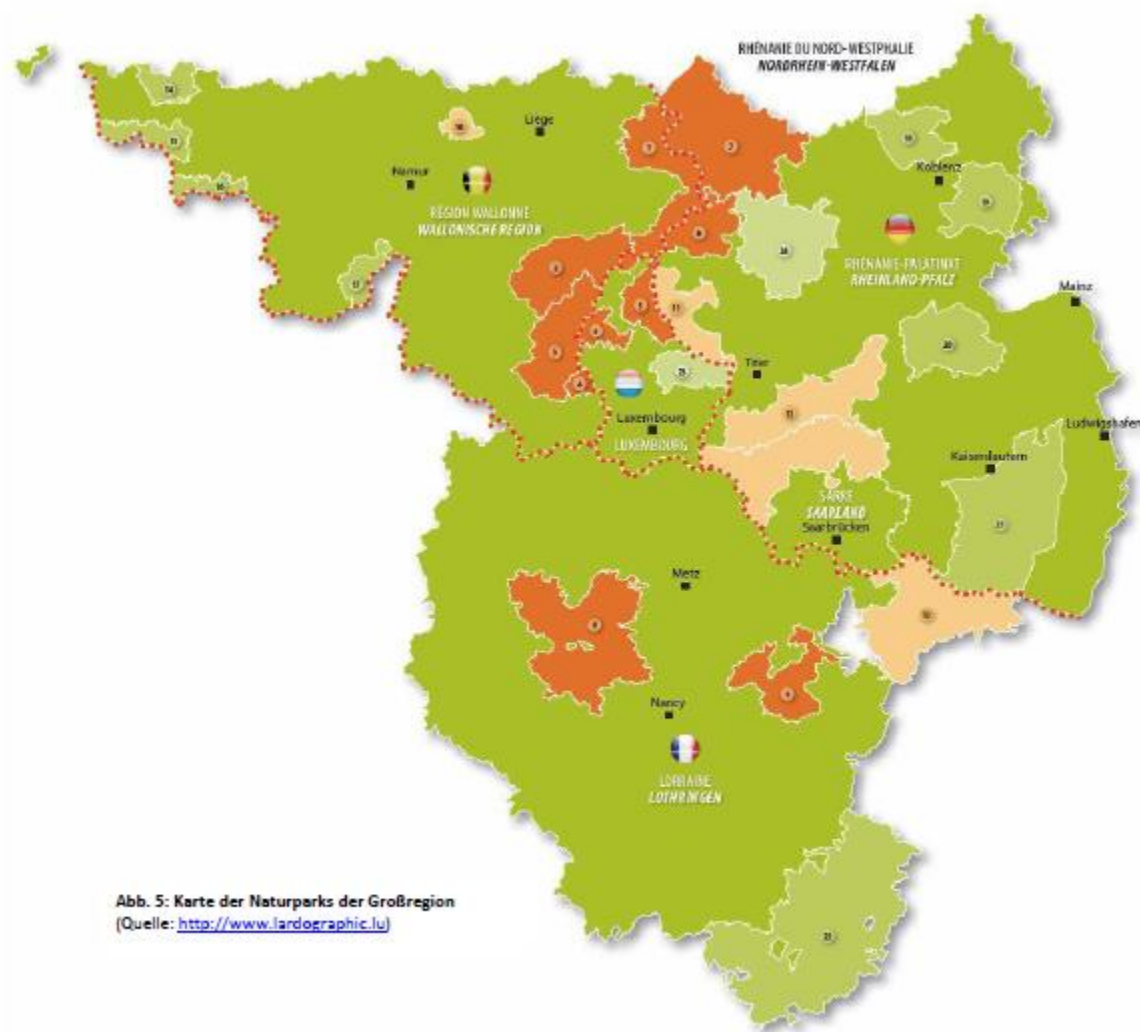 RHÉNANIE DU NORD-WESTPHALIE
NORDRHEIN-WESTFALEN
Liège
Namur
Koblenz
RÉGION WALLONNE
WALLONISCHE REGION
RHÉNANIE-PALATINAT
RHEINLAND-PFALZ
Mainz
Trier
Luxembourg
LUXEMBOURG
Ludwigshafen
Kaiserslautern
SARRE
SAARLAND
Saarbrücken
Metz
Nancy
LORRAINE
LOTHRINGEN
Abb. 5: Karte der Naturparks der Großregion
(Quelle: http://www.lardographic.lu)